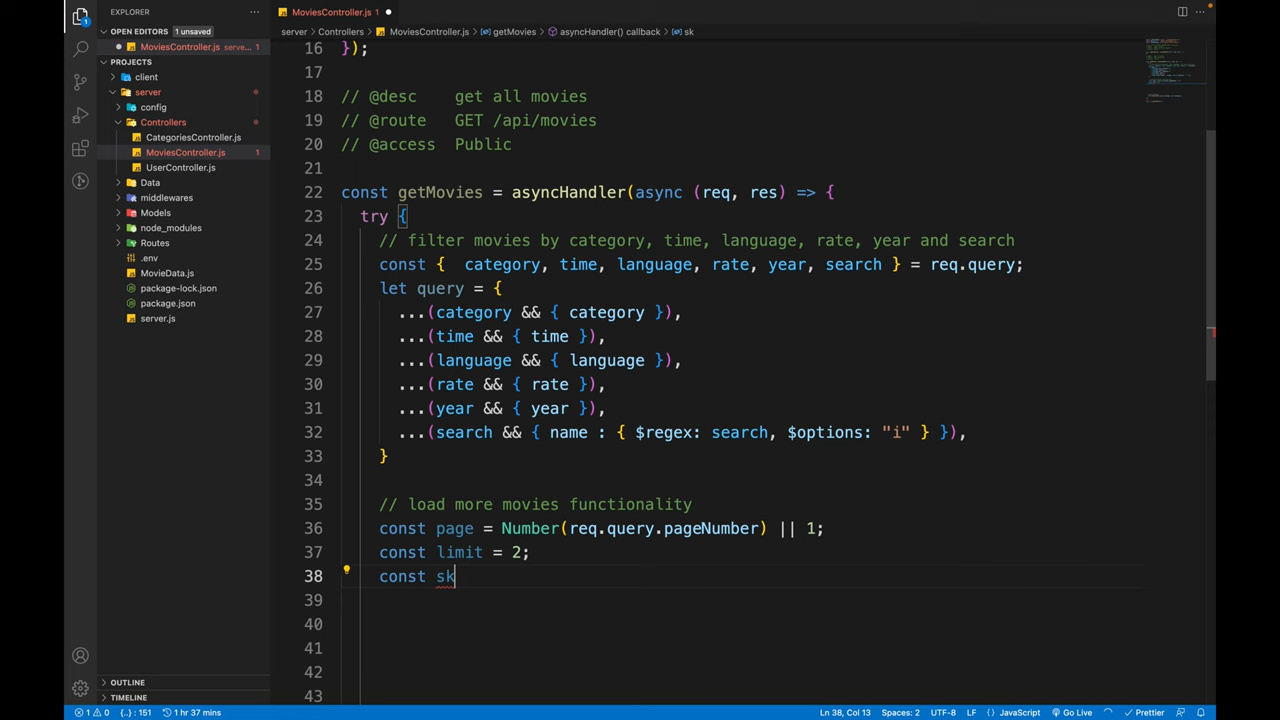 EXPLORER
MoviesController.js 1
OPEN EDITORS 1 unsaved
MoviesController.js serve... 1
PROJECTS
client
server
config
Controllers
CategoriesController.js
MoviesController.js 1
UserController.js
Data
middlewares
Models
node_modules
Routes
.env
MovieData.js
package-lock.json
package.json
server.js
OUTLINE
TIMELINE
server > Controllers > MoviesController.js > getMovies > asyncHandler() callback > sk
16 });
17
18 // @desc get all movies
19 // @route GET /api/movies
20 // @access Public
21
22 const getMovies = asyncHandler(async (req, res) => {
23 try {
24 // filter movies by category, time, language, rate, year and search
25 const { category, time, language, rate, year, search } = req.query;
26 let query = {
27 ...(category && { category }),
28 ...(time && { time }),
29 ...(language && { language }),
30 ...(rate && { rate }),
31 ...(year && { year }),
32 ...(search && { name : { $regex: search, $options: "i" } }),
33 }
34
35 // load more movies functionality
36 const page = Number(req.query.pageNumber) || 1;
37 const limit = 2;
38 const sk
39
40
41
42
43
1 0 {..} : 151 1 hr 37 mins Ln 38, Col 13 Spaces: 2 UTF-8 LF {} JavaScript Go Live Prettier